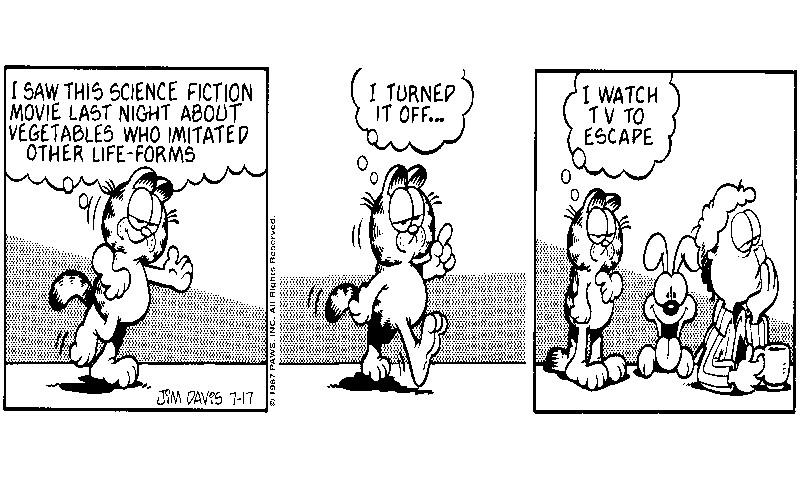 I SAW THIS SCIENCE FICTION
MOVIE LAST NIGHT ABOUT
VEGETABLES WHO IMITATED
OTHER LIFE-FORMS
JIM DAVIS 7-17
© 1987 PAWS, INC. All Rights Reserved.
I TURNED
IT OFF...
I WATCH
TV TO
ESCAPE